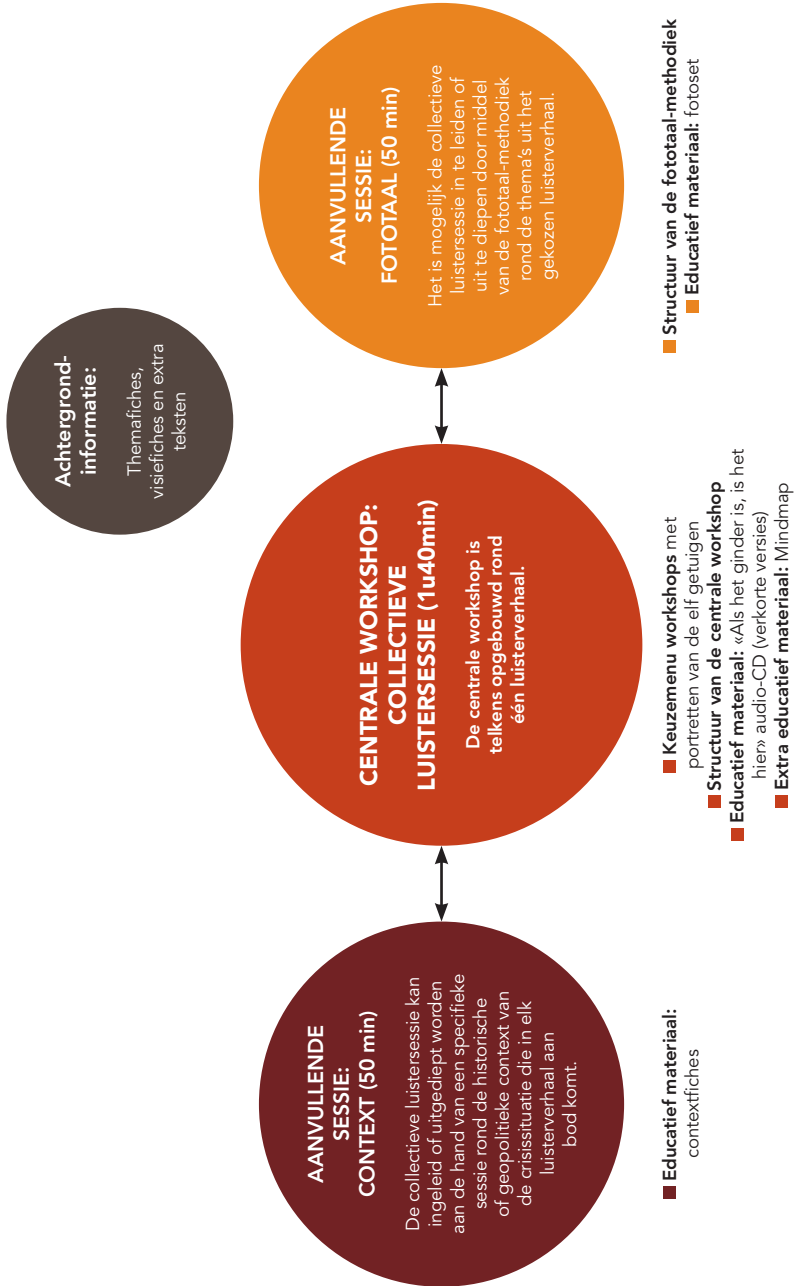 Achtergrond-
informatie:
Themafiches,
visiefiches en extra
teksten
AANVULLENDE
SESSIE:
CONTEXT (50 min)
De collectieve luistersessie kan
ingeleid of uitgediept worden
aan de hand van een specifieke
sessie rond de historische
of geopolitieke context van
de crisissituatie die in elk
luisterverhaal aan
bod komt.
CENTRALE WORKSHOP:
COLLECTIEVE
LUISTERSESSIE (1u40min)
De centrale workshop is
telkens opgebouwd rond
één luisterverhaal.
AANVULLENDE
SESSIE:
FOTOTAAL (50 min)
Het is mogelijk de collectieve
luistersessie in te leiden of
uit te diepen door middel
van de fototaal-methodiek
rond de thema's uit het
gekozen luisterverhaal.
Educatief materiaal:
contextfiches
Keuzemenu workshops met
portretten van de elf getuigen
Structuur van de centrale workshop
Educatief materiaal: «Als het ginder is, is het
hier» audio-CD (verkorte versies)
Extra educatief materiaal: Mindmap
Structuur van de fototaal-methodiek
Educatief materiaal: fotoset